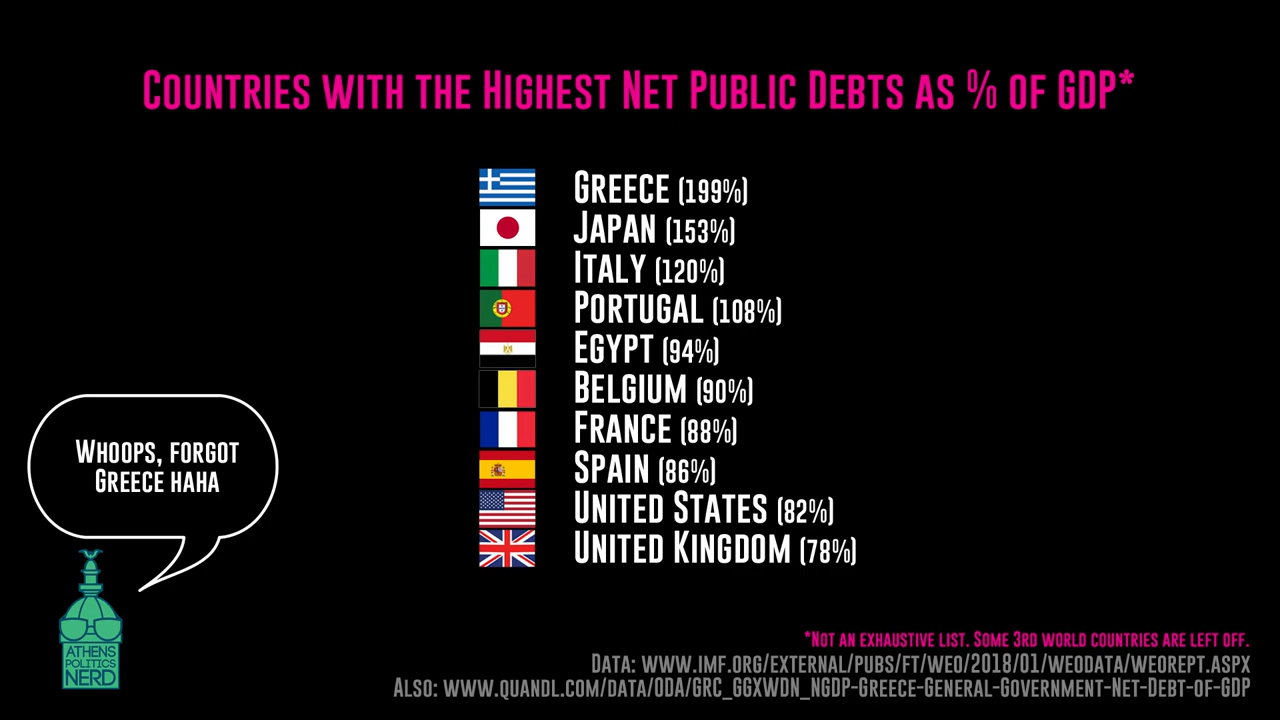 Countries with the Highest Net Public Debts as % of GDP*
Greece (199%)
Japan (153%)
Italy (120%)
Portugal (108%)
Egypt (94%)
Belgium (90%)
France (88%)
Spain (86%)
United States (82%)
United Kingdom (78%)
Whoops, forgot
Greece haha
Athens
Politics
Nerd
*Not an exhaustive list. Some 3rd world countries are left off.
Data: www.imf.org/external/pubs/ft/weo/2018/01/weodata/weorept.aspx
Also: www.quandl.com/data/ODA/GRC_GGXWDN_NGDP-Greece-General-Government-Net-Debt-of-GDP